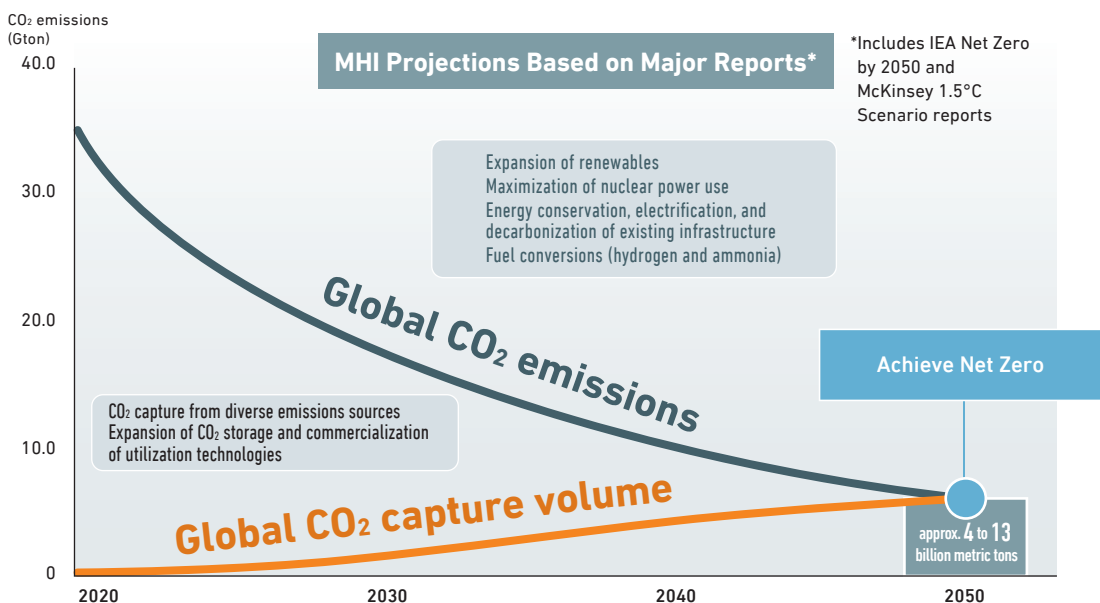 CO₂ emissions
(Gton)
40.0
30.0
20.0
10.0
0
MHI Projections Based on Major Reports*
*Includes IEA Net Zero
by 2050 and
McKinsey 1.5°C
Scenario reports
Expansion of renewables
Maximization of nuclear power use
Energy conservation, electrification, and
decarbonization of existing infrastructure
Fuel conversions (hydrogen and ammonia)
Global CO₂ emissions
Achieve Net Zero
CO₂ capture from diverse emissions sources
Expansion of CO₂ storage and commercialization
of utilization technologies
Global CO₂ capture volume
approx. 4 to 13
billion metric tons
2020
2030
2040
2050